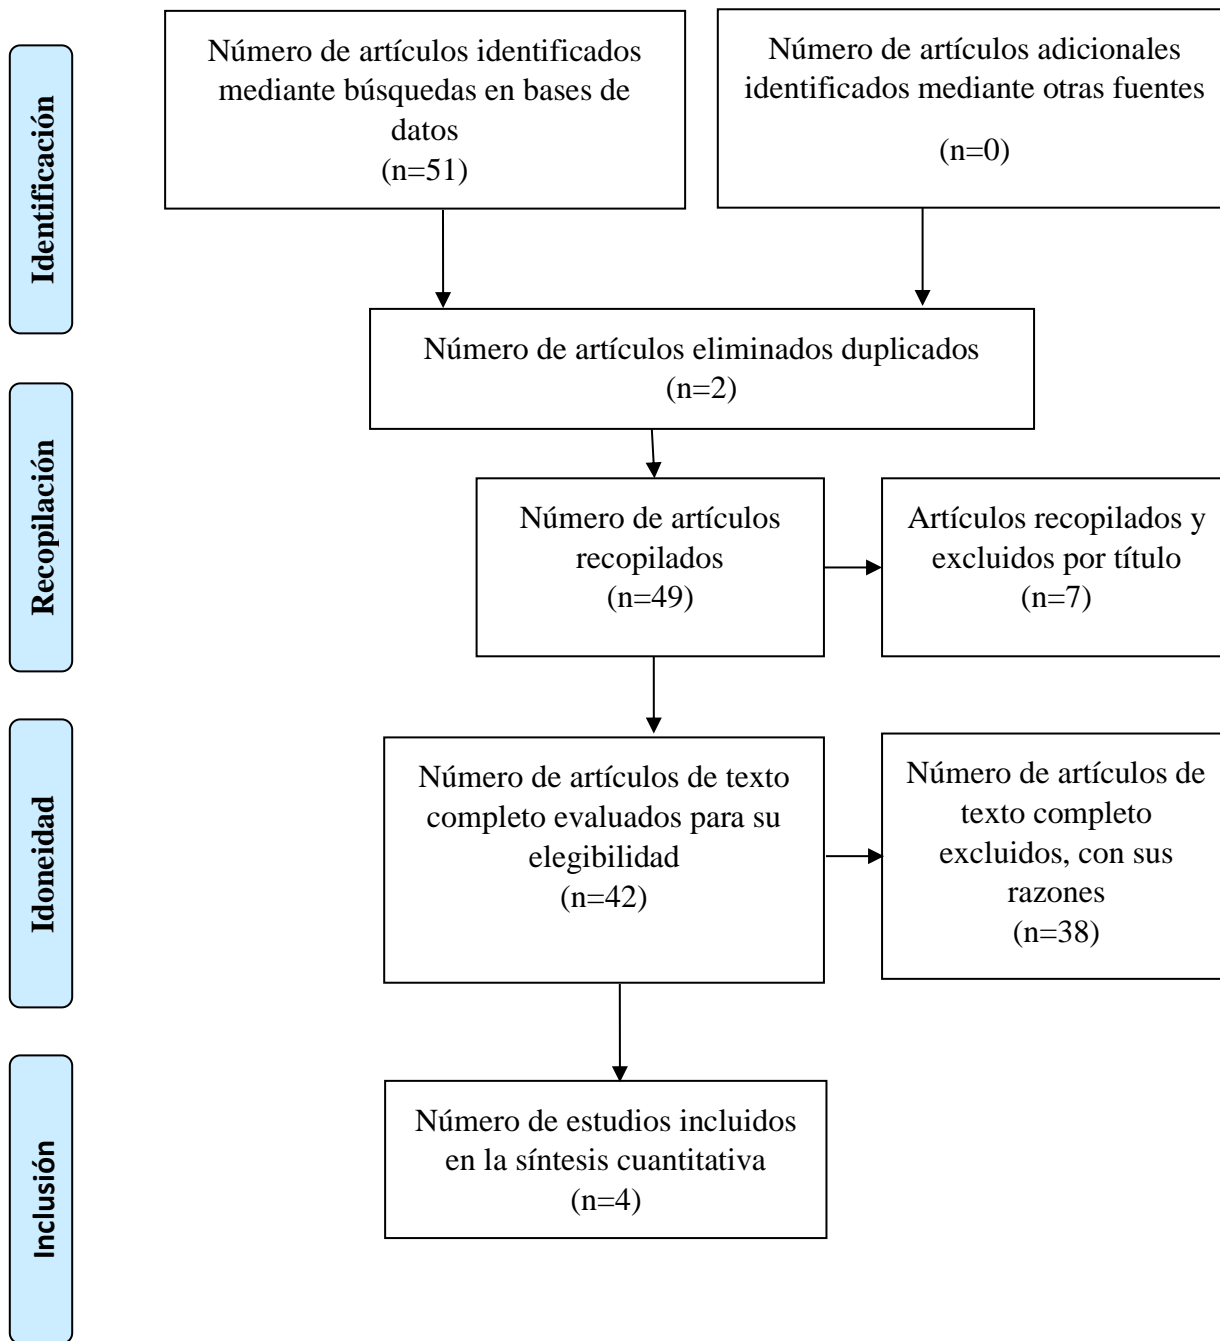 Identificación
Número de artículos identificados
mediante búsquedas en bases de
datos
(n=51)
Número de artículos adicionales
identificados mediante otras fuentes
(n=0)
Número de artículos eliminados duplicados
(n=2)
Recopilación
Número de artículos
recopilados
(n=49)
Artículos recopilados y
excluidos por título
(n=7)
Idoneidad
Número de artículos de texto
completo evaluados para su
elegibilidad
(n=42)
Número de artículos de
texto completo
excluidos, con sus
razones
(n=38)
Inclusión
Número de estudios incluidos
en la síntesis cuantitativa
(n=4)